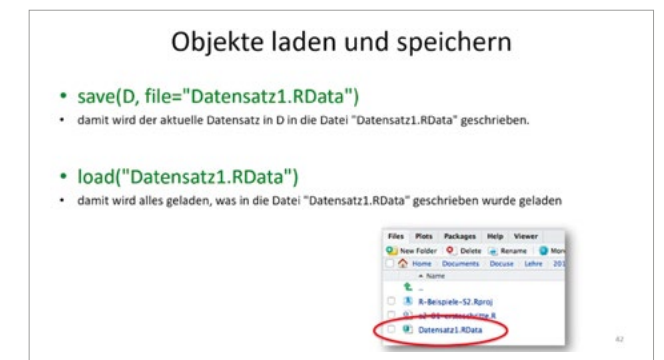 Objekte laden und speichern
• save(D, file="Datensatz1.RData")
• damit wird der aktuelle Datensatz in D in die Datei "Datensatz1.RData" geschrieben.
• load("Datensatz1.RData")
• damit wird alles geladen, was in die Datei "Datensatz1.RData" geschrieben wurde geladen
Files Plots Packages Help Viewer
New Folder Delete Rename
Home Documents Docuse Lehre
Name
..
R-Beispiele-S2.Rproj
Datensatz1.RData
42